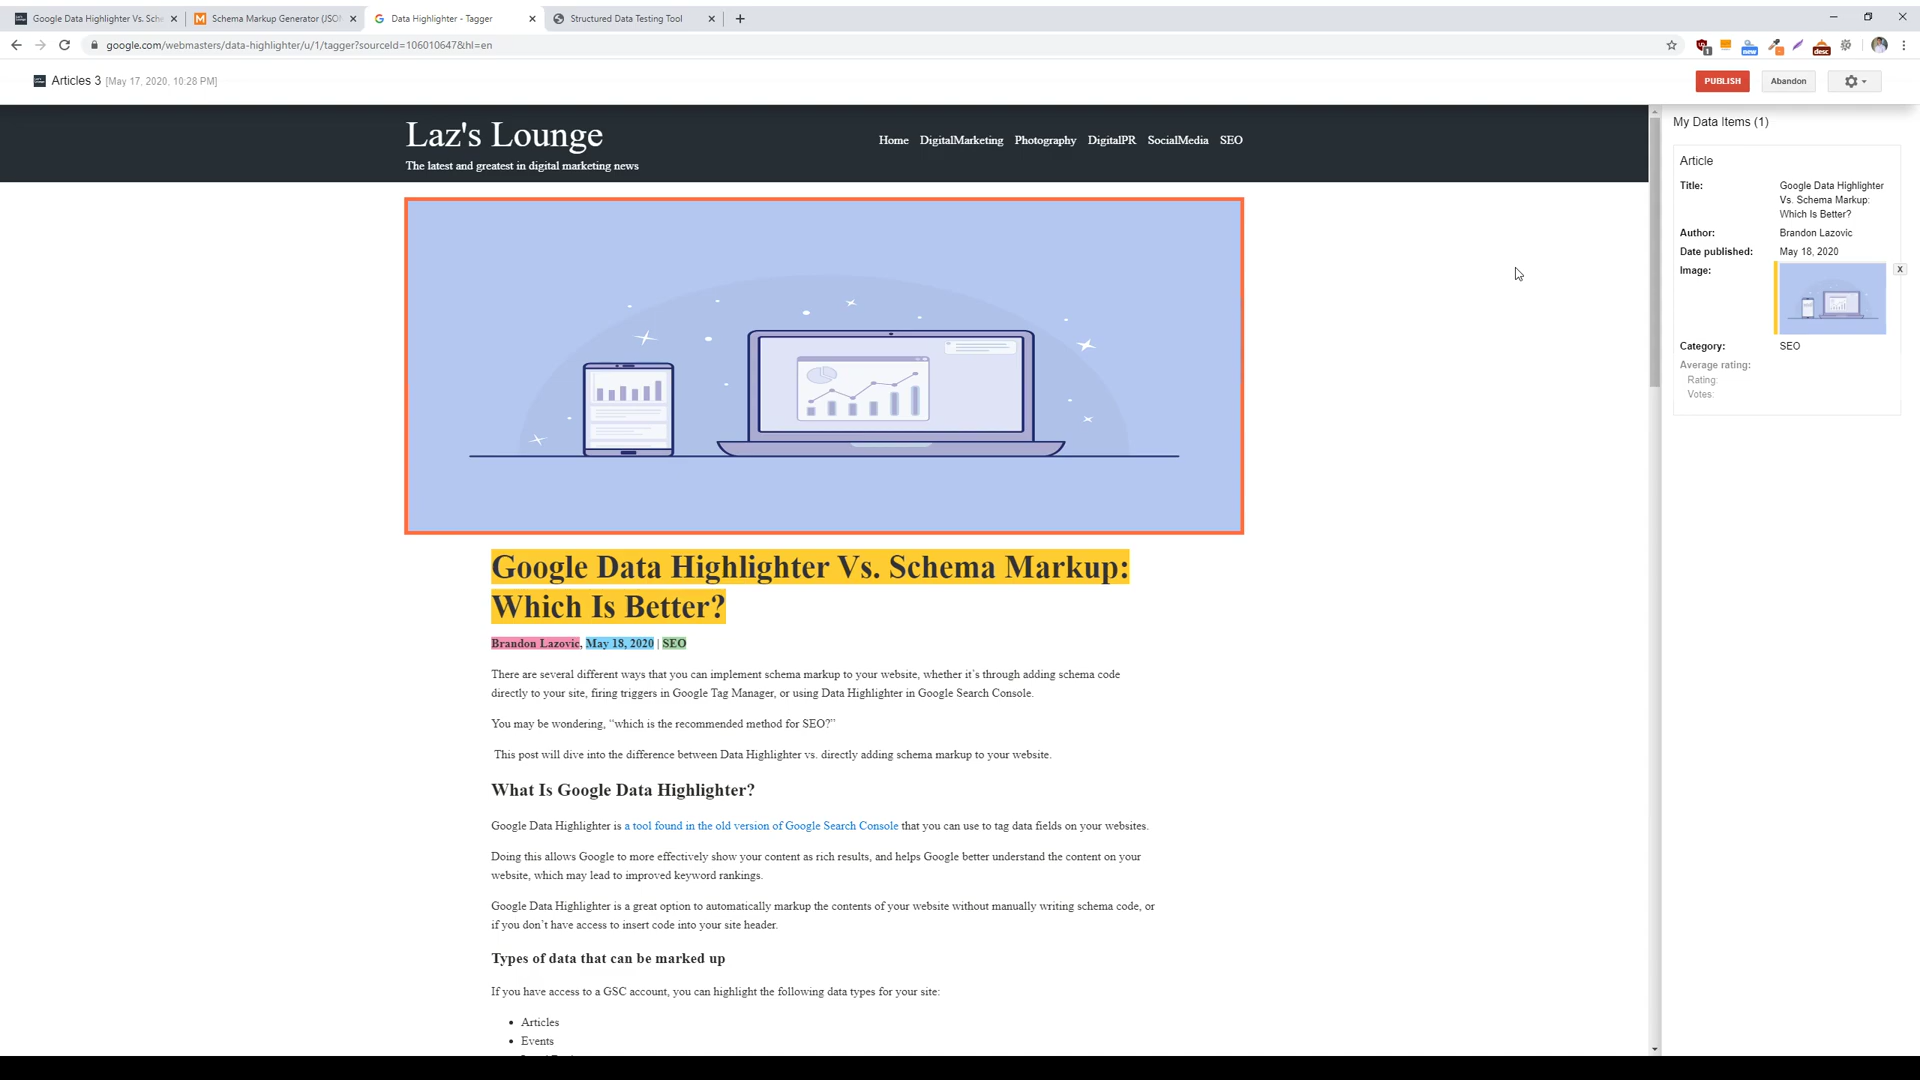 Google Data Highlighter Vs. Sche
Schema Markup Generator (JSON
Data Highlighter - Tagger
Structured Data Testing Tool
google.com/webmasters/data-highlighter/u/1/tagger?sourceId=106010647&hl=en
new
desc
Articles 3 [May 17, 2020, 10:28 PM]
PUBLISH
Abandon
Laz's Lounge
The latest and greatest in digital marketing news
Home DigitalMarketing Photography DigitalPR SocialMedia SEO
Google Data Highlighter Vs. Schema Markup:
Which Is Better?
Brandon Lazovic, May 18, 2020 | SEO
There are several different ways that you can implement schema markup to your website, whether it’s through adding schema code
directly to your site, firing triggers in Google Tag Manager, or using Data Highlighter in Google Search Console.
You may be wondering, “which is the recommended method for SEO?”
This post will dive into the difference between Data Highlighter vs. directly adding schema markup to your website.
What Is Google Data Highlighter?
Google Data Highlighter is a tool found in the old version of Google Search Console that you can use to tag data fields on your websites.
Doing this allows Google to more effectively show your content as rich results, and helps Google better understand the content on your
website, which may lead to improved keyword rankings.
Google Data Highlighter is a great option to automatically markup the contents of your website without manually writing schema code, or
if you don’t have access to insert code into your site header.
Types of data that can be marked up
If you have access to a GSC account, you can highlight the following data types for your site:
• Articles
• Events
My Data Items (1)
Article
Title: Google Data Highlighter
Vs. Schema Markup:
Which Is Better?
Author: Brandon Lazovic
Date published: May 18, 2020
Image:
X
Category: SEO
Average rating:
Rating:
Votes: